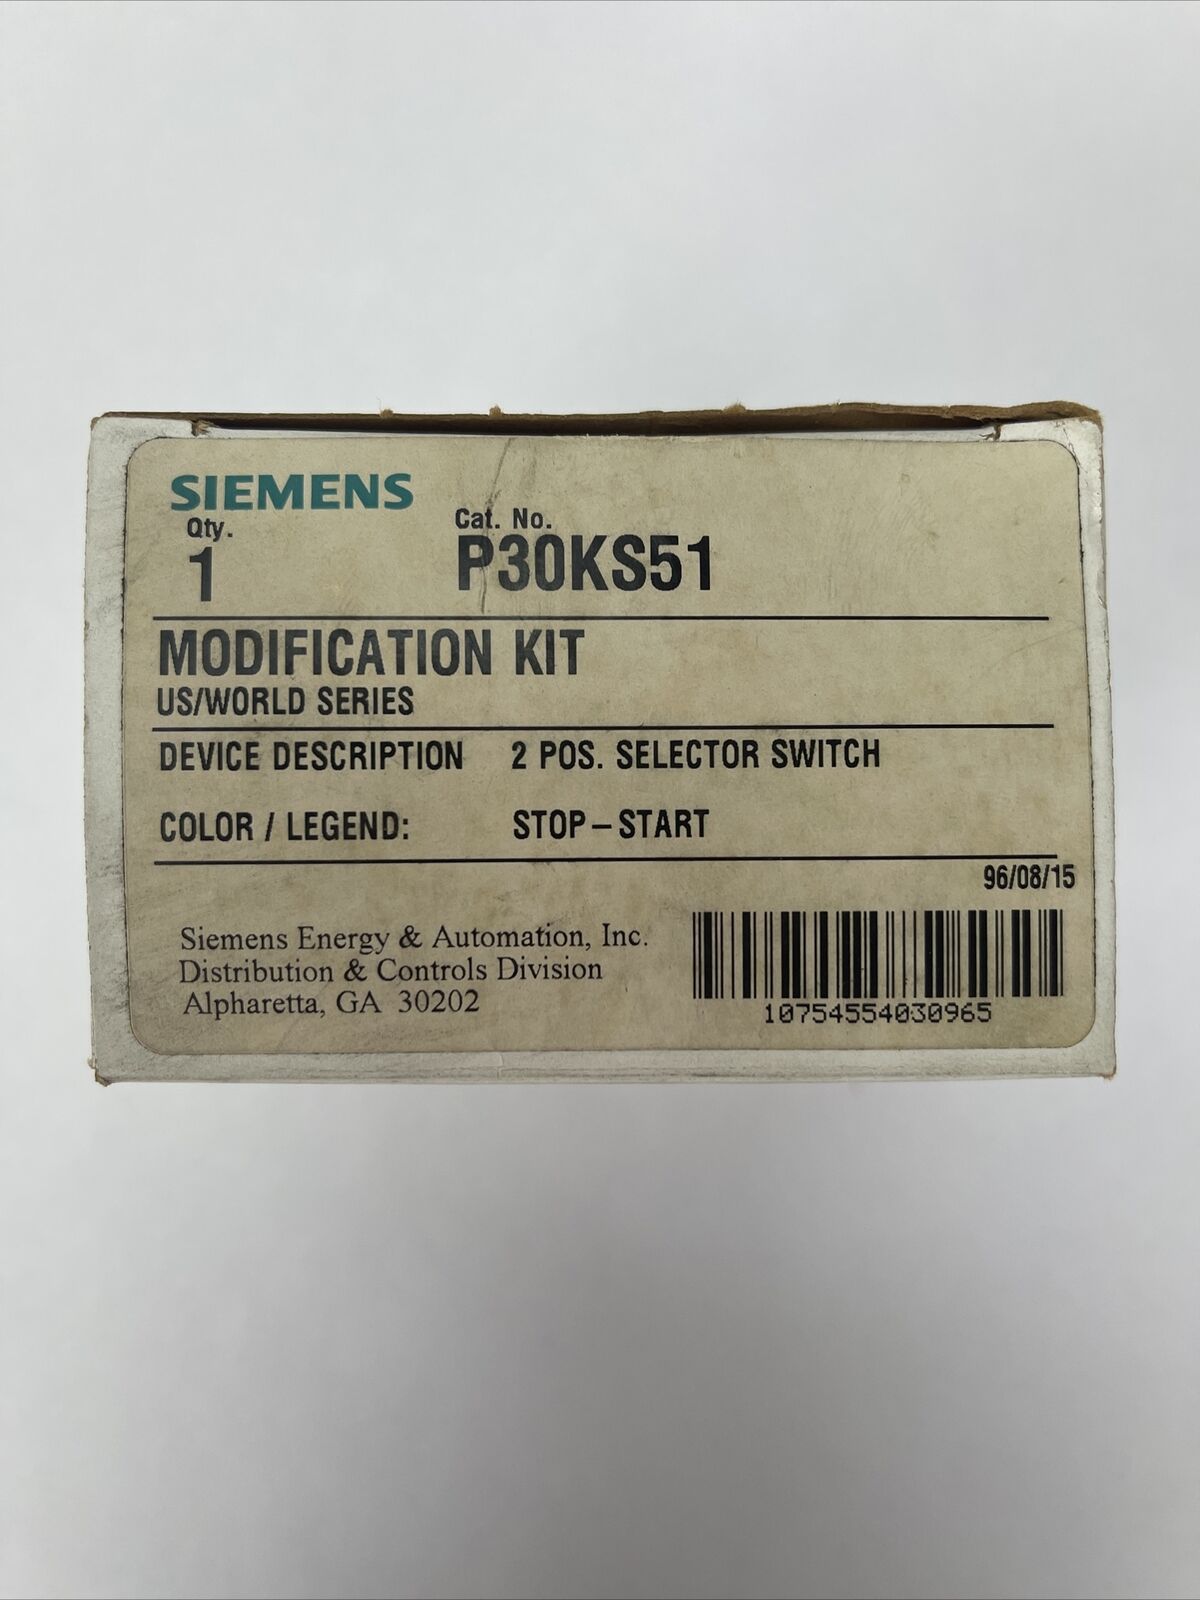 SIEMENS
Qty.
1
Cat. No.
P30KS51
MODIFICATION KIT
US/WORLD SERIES
DEVICE DESCRIPTION 2 POS. SELECTOR SWITCH
COLOR / LEGEND: STOP–START
96/08/15
Siemens Energy & Automation, Inc.
Distribution & Controls Division
Alpharetta, GA 30202
10754554030965